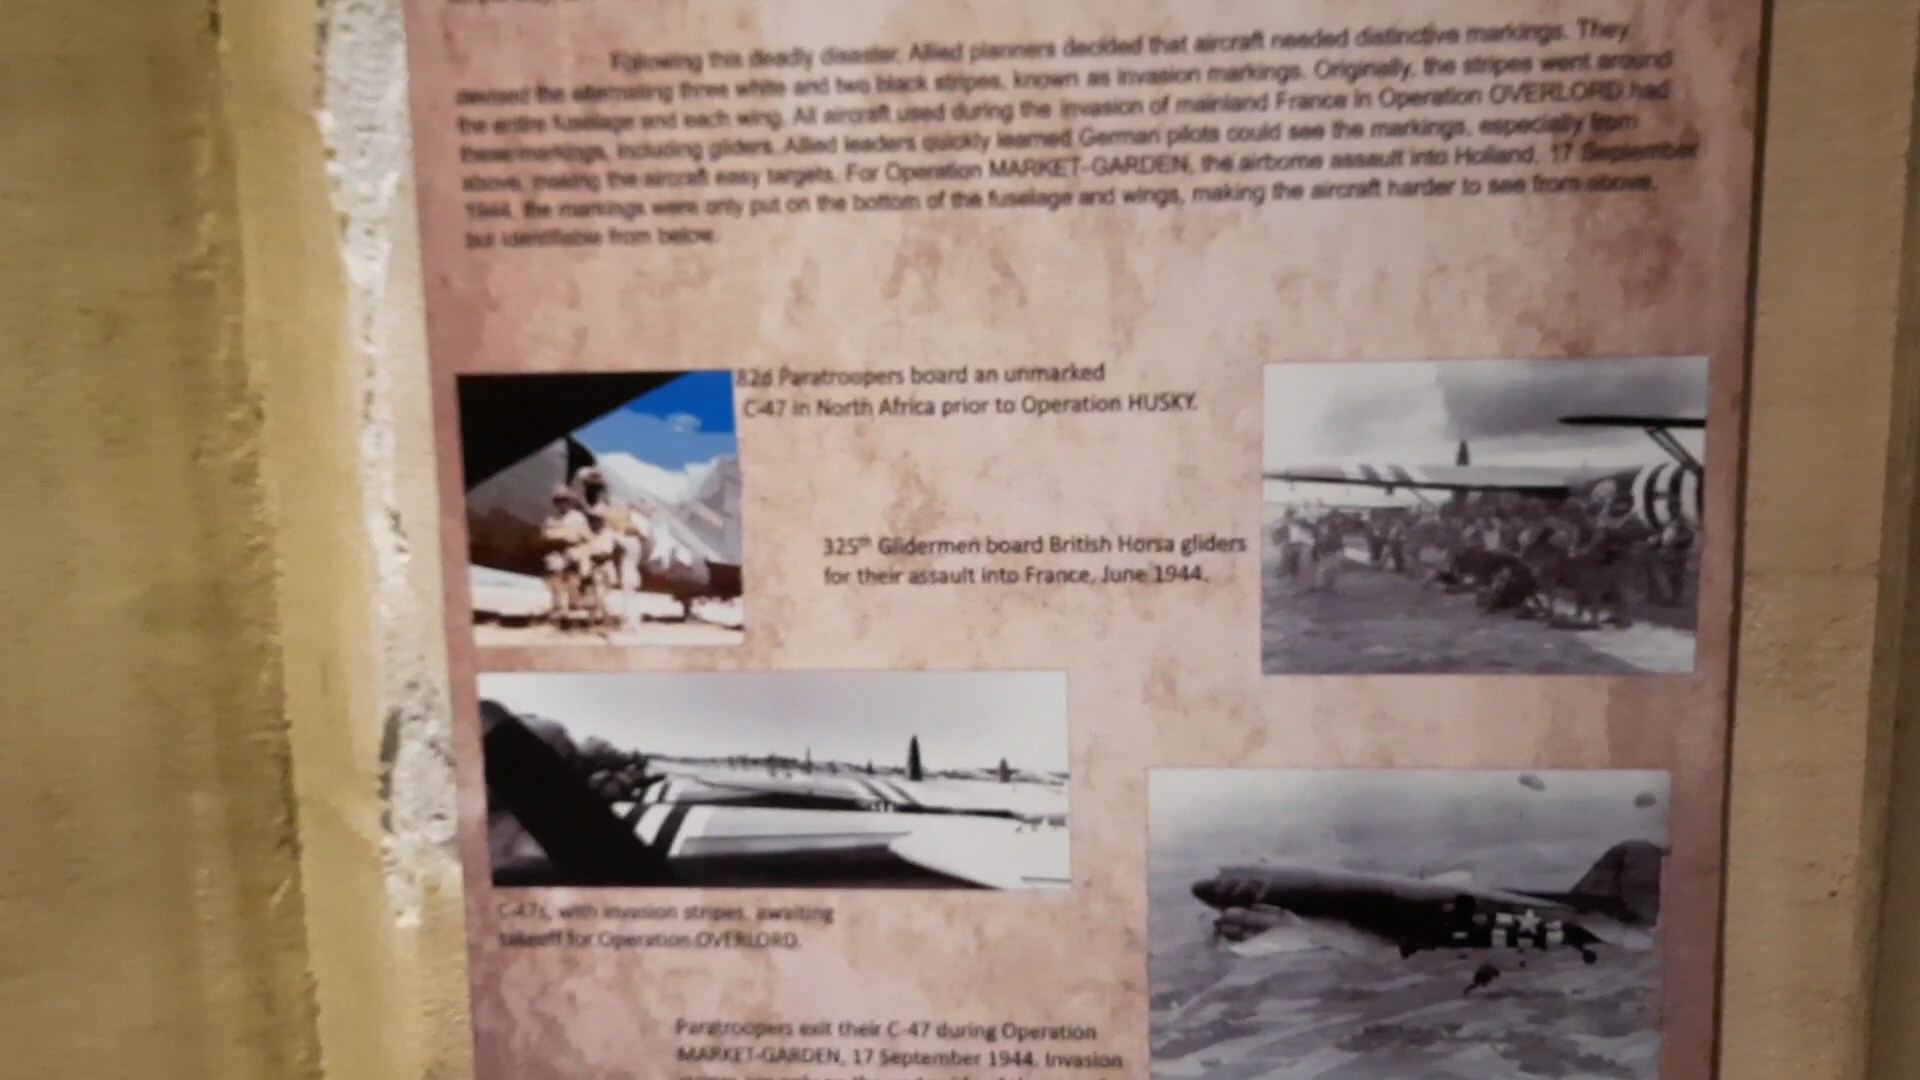 Following this deadly disaster, Allied planners decided that aircraft needed distinctive markings. They
devised the alternating three white and two black stripes, known as invasion markings. Originally, the stripes went around
the entire fuselage and each wing. All aircraft used during the invasion of mainland France in Operation OVERLORD had
these markings, including gliders. Allied leaders quickly learned German pilots could see the markings, especially from
above, making the aircraft easy targets. For Operation MARKET-GARDEN, the airborne assault into Holland, 17 September
1944, the markings were only put on the bottom of the fuselage and wings, making the aircraft harder to see from above,
but identifiable from below.
82d Paratroopers board an unmarked
C-47 in North Africa prior to Operation HUSKY.
325th Glidermen board British Horsa gliders
for their assault into France, June 1944.
C-47s, with invasion stripes, awaiting
takeoff for Operation OVERLORD.
Paratroopers exit their C-47 during Operation
MARKET-GARDEN, 17 September 1944. Invasion